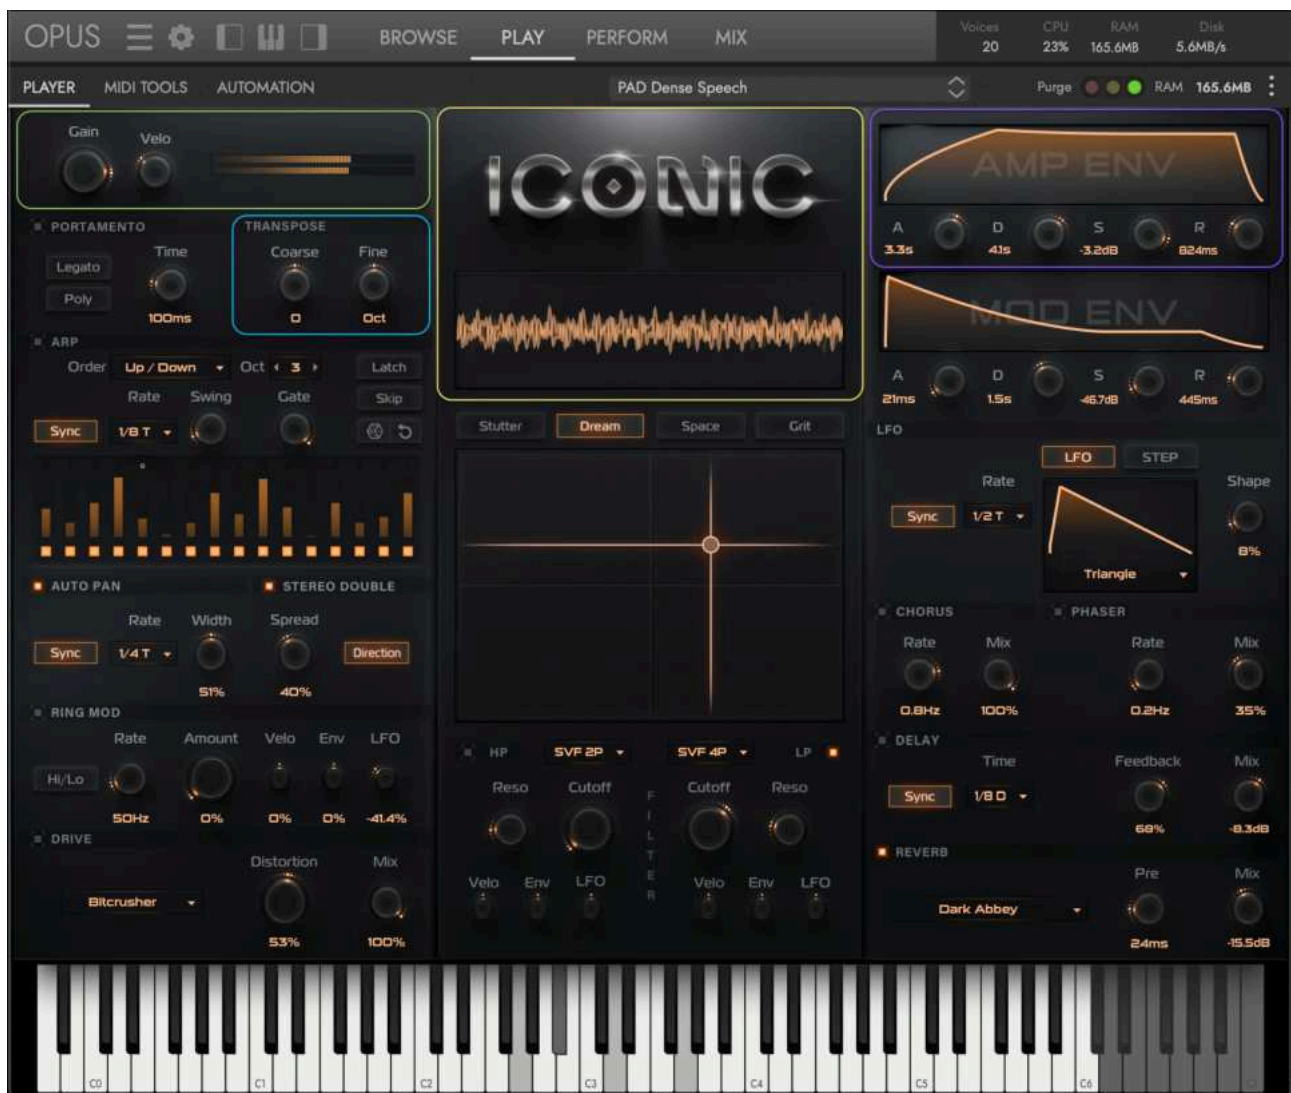 OPUS BROWSE PLAY PERFORM MIX
Voices CPU RAM Disk
20 23% 165.6MB 5.6MB/s
PLAYER MIDI TOOLS AUTOMATION
PAD Dense Speech
Purge RAM 165.6MB
Gain Velo
PORTAMENTO
Time
Legato
Poly
100ms
TRANSPOSE
Coarse Fine
0 Oct
ARP
Order Up / Down Oct 3 Latch
Rate Swing Gate Skip
Sync 1/8 T
AUTO PAN STEREO DOUBLE
Rate Width Spread
Sync 1/4 T Direction
51% 40%
RING MOD
Rate Amount Velo Env LFO
Hi/Lo
50Hz 0% 0% 0% -41.4%
DRIVE
Distortion Mix
Bitcrusher
53% 100%
ICONIC
Stutter Dream Space Grit
HP SVF 2P SVF 4P LP
Reso Cutoff Cutoff Reso
FILTER
Velo Env LFO Velo Env LFO
AMP ENV
A D S R
3.3s 4.1s -3.2dB 824ms
MOD ENV
A D S R
21ms 1.5s -46.7dB 445ms
LFO
LFO STEP
Rate Shape
Sync 1/2 T
8%
Triangle
CHORUS PHASER
Rate Mix Rate Mix
0.8Hz 100% 0.2Hz 35%
DELAY
Time Feedback Mix
Sync 1/8 D
68% -8.3dB
REVERB
Pre Mix
Dark Abbey
24ms -15.5dB
C0 C1 C2 C3 C4 C5 C6